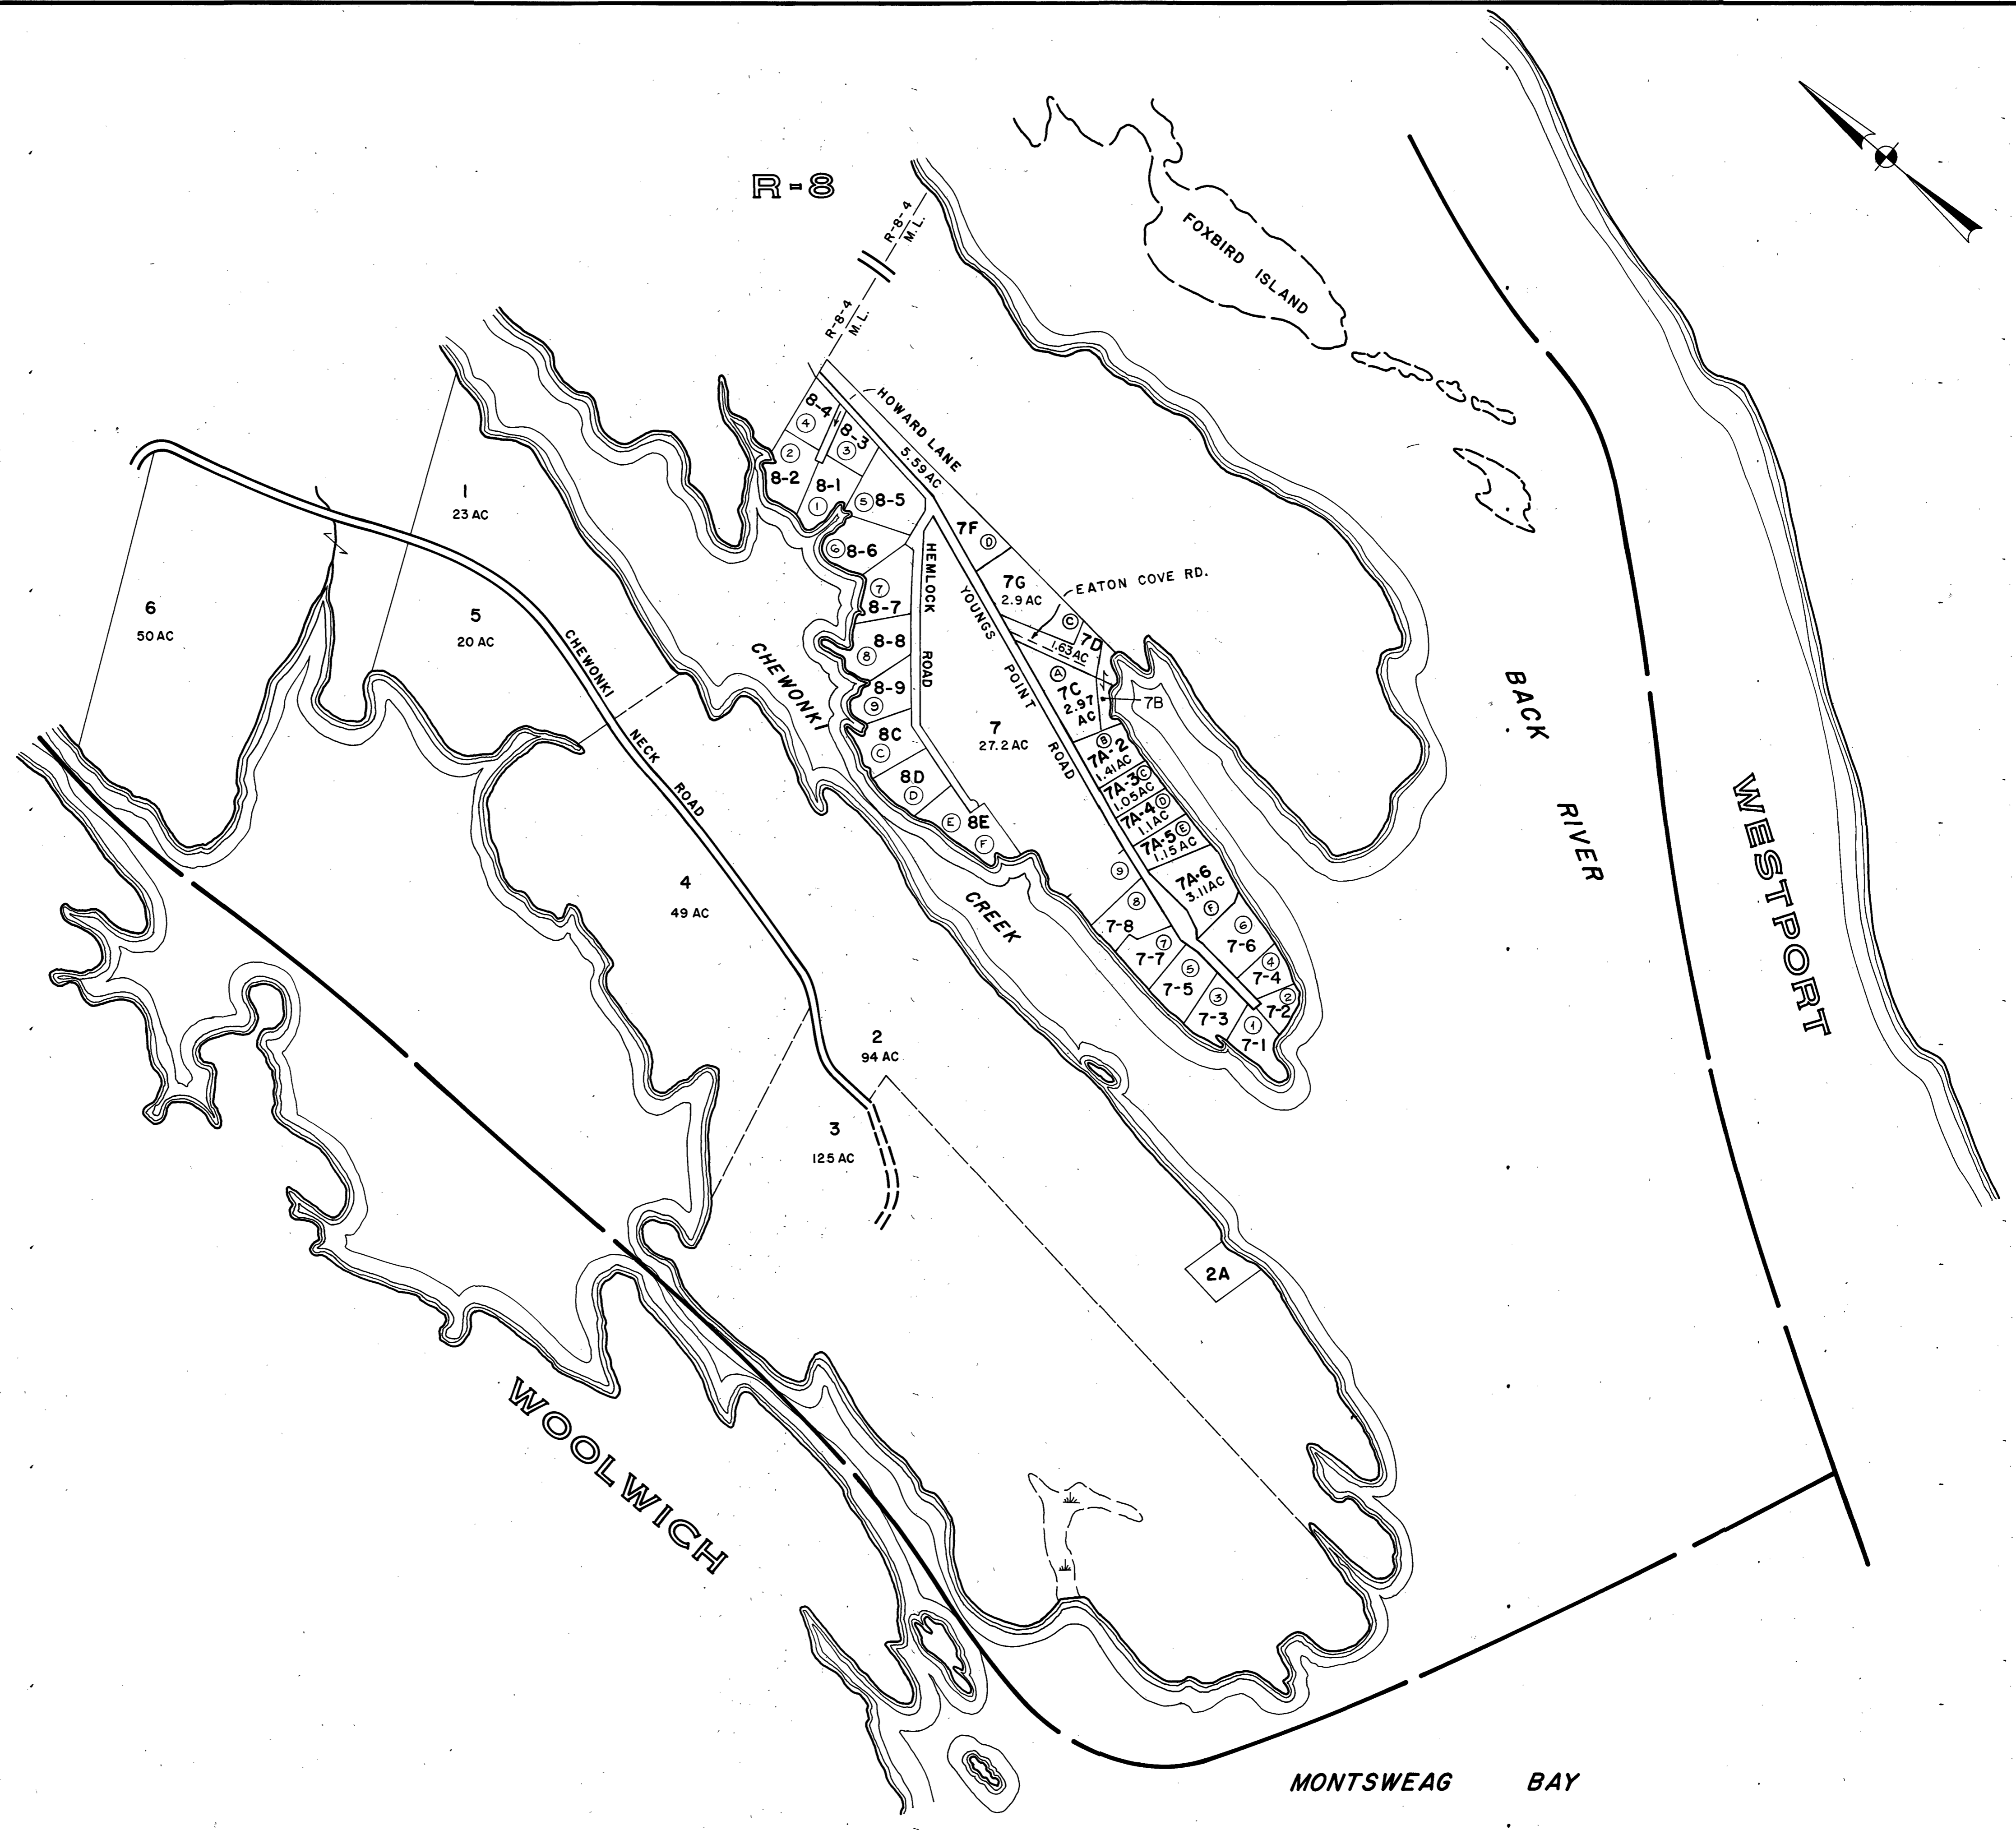 R-8
R-8-4
M.L.
R-8-4
M.L.
FOXBIRD ISLAND
HOWARD LANE
5.59 AC
8-4
4
8-3
3
2
8-2
8-1
1
5
8-5
6
8-6
7
8-7
8-8
8
8-9
9
8C
C
8D
D
E
8E
F
HEMLOCK ROAD
7F
D
7G
2.9 AC
EATON COVE RD.
C
7D
1.63 AC
A
7C
2.97
AC
7B
YOUNGS POINT ROAD
7
27.2 AC
B
7A-2
1.41 AC
7A-3
C
1.05 AC
7A-4
D
1.1 AC
7A-5
E
1.15 AC
7A-6
3.11 AC
F
9
8
7-8
7
7-7
6
7-6
5
7-5
4
7-4
3
7-3
2
7-2
1
7-1
1
23 AC
6
50 AC
5
20 AC
CHEWONKI NECK ROAD
CHEWONKI CREEK
4
49 AC
2
94 AC
3
125 AC
2A
BACK RIVER
WESTPORT
WOOLWICH
MONTSWEAG BAY